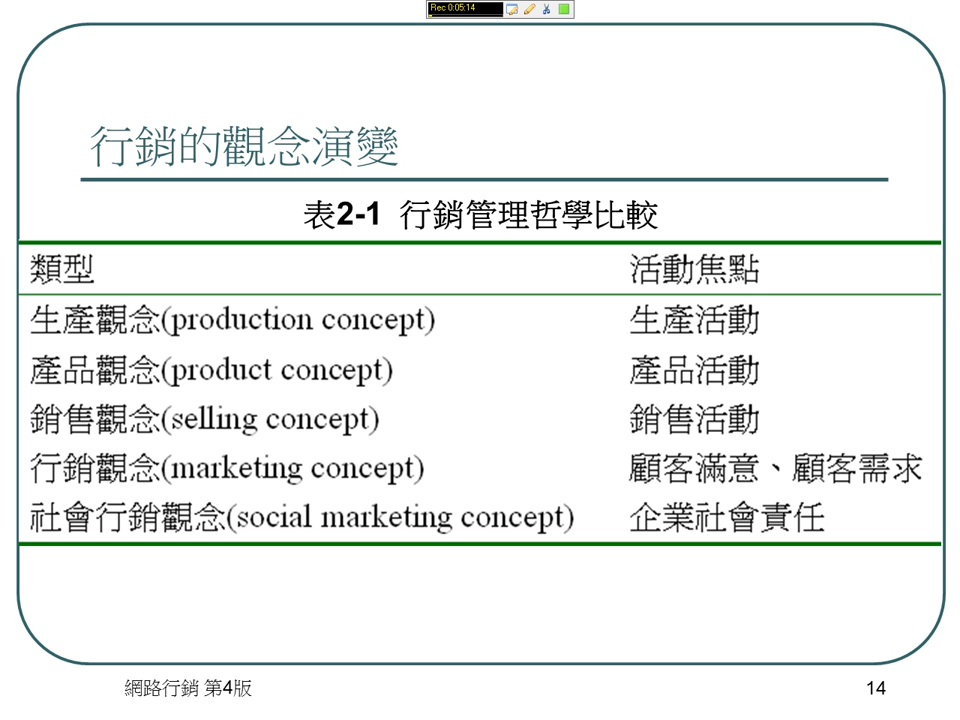 Rec 0:05:14
行銷的觀念演變
表2-1 行銷管理哲學比較
類型 活動焦點
生產觀念(production concept) 生產活動
產品觀念(product concept) 產品活動
銷售觀念(selling concept) 銷售活動
行銷觀念(marketing concept) 顧客滿意、顧客需求
社會行銷觀念(social marketing concept) 企業社會責任
網路行銷 第4版 14